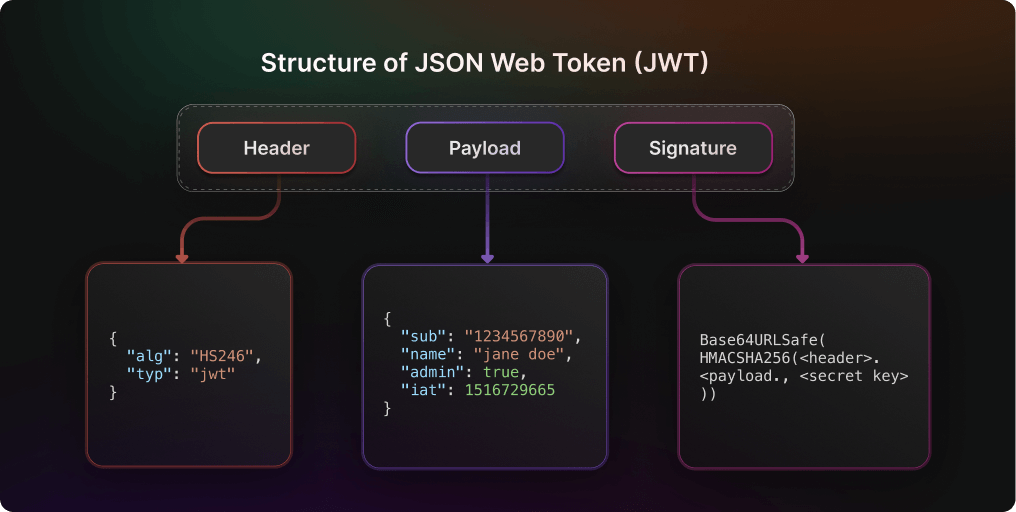 Structure of JSON Web Token (JWT)
Header
Payload
Signature
{
"alg": "HS246",
"typ": "jwt"
}
{
"sub": "1234567890",
"name": "jane doe",
"admin": true,
"iat": 1516729665
}
Base64URLSafe(
HMACSHA256(<header>.
<payload., <secret key>
))